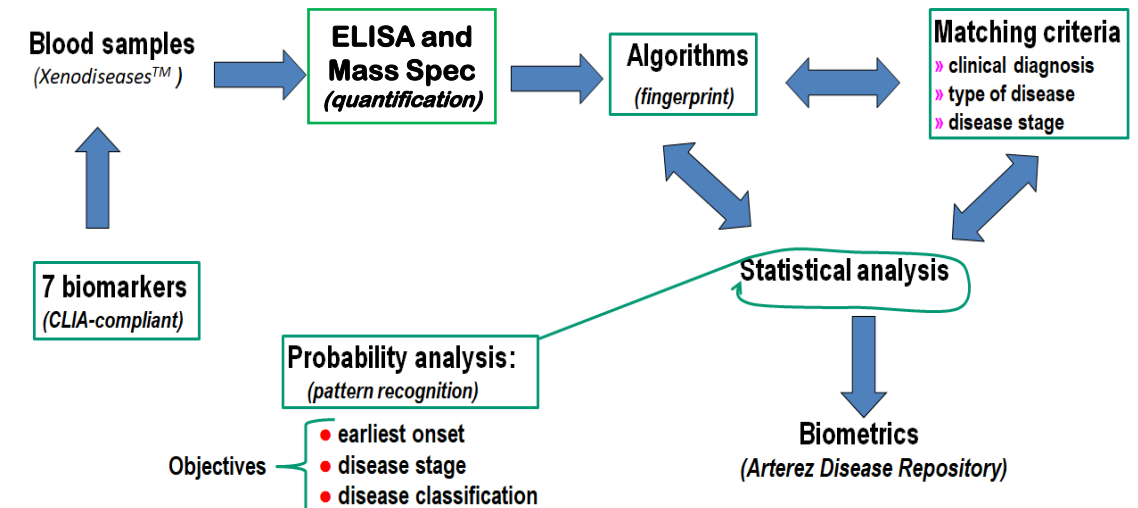 Blood samples
(Xenodiseases™ )
ELISA and
Mass Spec
(quantification)
Algorithms
(fingerprint)
Matching criteria
» clinical diagnosis
» type of disease
» disease stage
7 biomarkers
(CLIA-compliant)
Statistical analysis
Probability analysis:
(pattern recognition)
Objectives
● earliest onset
● disease stage
● disease classification
Biometrics
(Arterez Disease Repository)